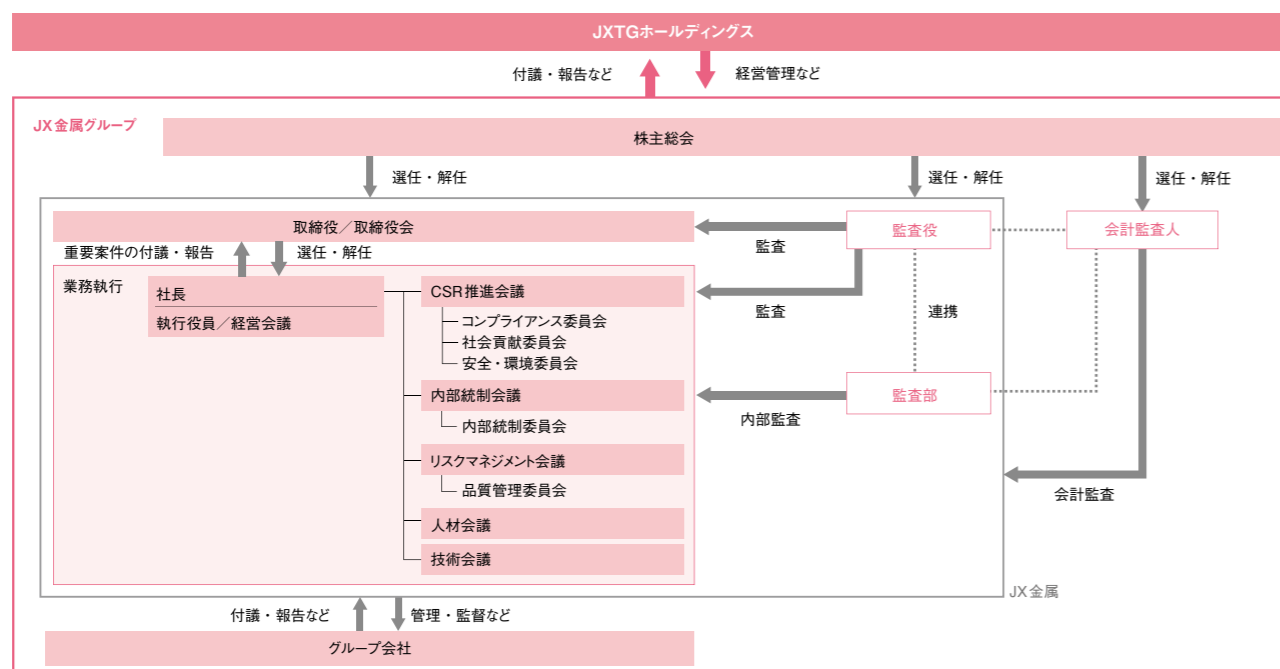 JXTGホールディングス
付議・報告など
経営管理など
JX金属グループ
株主総会
選任・解任
選任・解任
選任・解任
取締役／取締役会
監査役
会計監査人
監査
重要案件の付議・報告
選任・解任
業務執行
社長
執行役員／経営会議
CSR推進会議
コンプライアンス委員会
社会貢献委員会
安全・環境委員会
監査
連携
内部統制会議
内部統制委員会
監査部
内部監査
リスクマネジメント会議
品質管理委員会
会計監査
人材会議
技術会議
JX金属
付議・報告など
管理・監督など
グループ会社